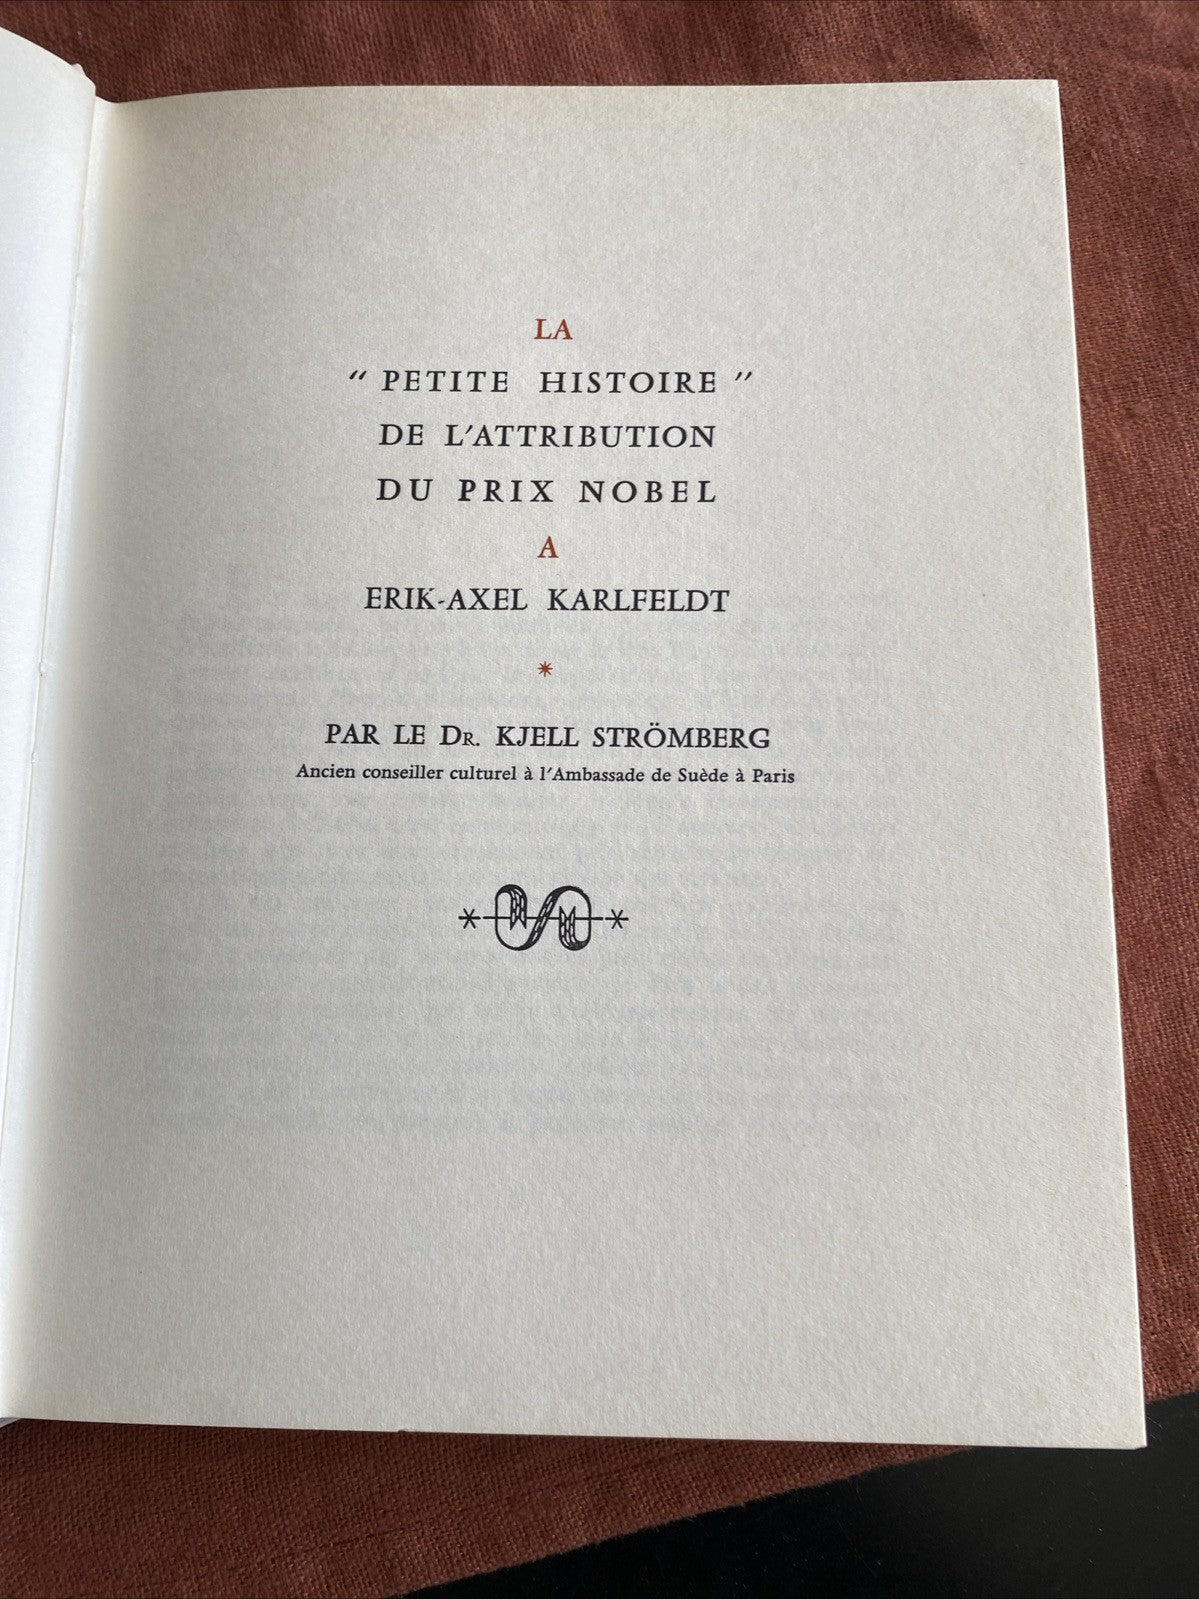 LA
“ PETITE HISTOIRE ”
DE L'ATTRIBUTION
DU PRIX NOBEL
A
ERIK-AXEL KARLFELDT
*
PAR LE DR. KJELL STRÖMBERG
Ancien conseiller culturel à l'Ambassade de Suède à Paris